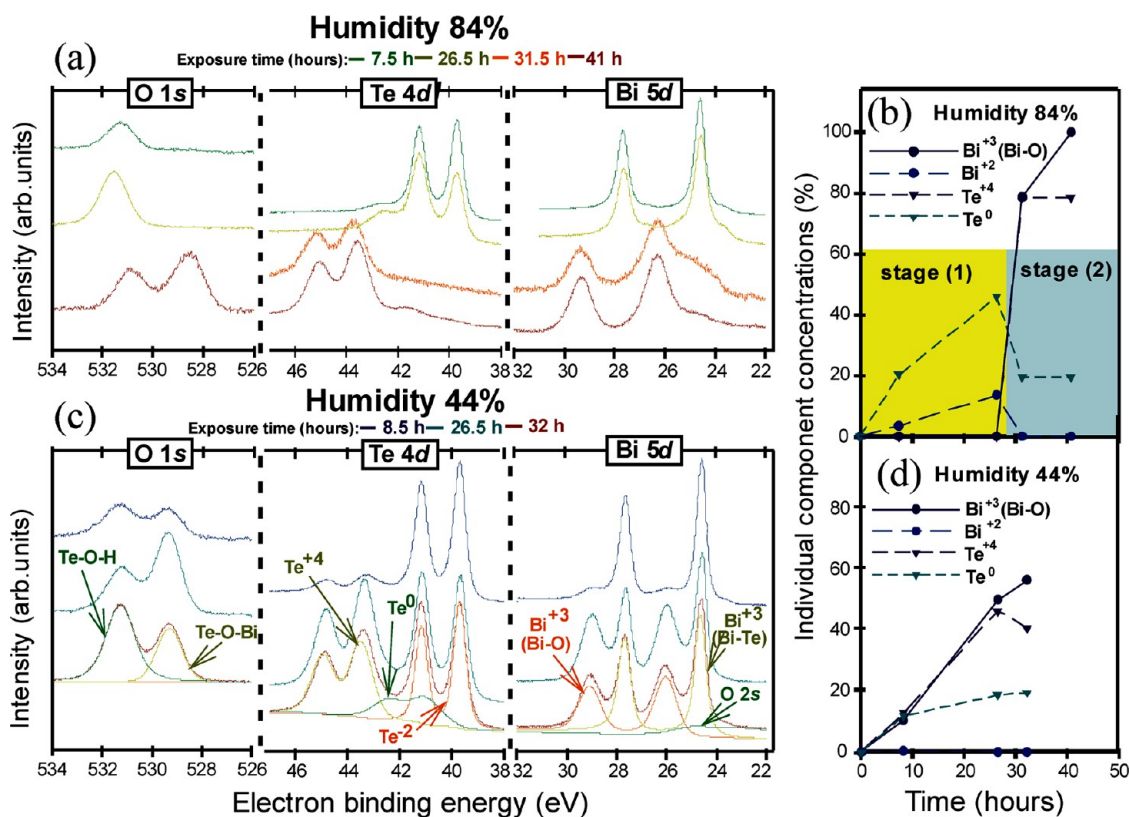 Humidity 84%
(a)
Exposure time (hours): 7.5 h 26.5 h 31.5 h 41 h
O 1s
Te 4d
Bi 5d
Intensity (arb.units)
534 532 530 528 526
46 44 42 40 38
32 30 28 26 24 22
Humidity 44%
(c)
Exposure time (hours): 8.5 h 26.5 h 32 h
O 1s
Te 4d
Bi 5d
Intensity (arb.units)
Te-O-H
Te-O-Bi
Te+4
Te0
Te-2
Bi+3
(Bi-O)
Bi+3
(Bi-Te)
O 2s
534 532 530 528 526
46 44 42 40 38
32 30 28 26 24 22
Electron binding energy (eV)
(b)
Humidity 84%
Bi+3(Bi-O)
Bi+2
Te+4
Te0
stage (1)
stage (2)
100
80
60
40
20
0
Individual component concentrations (%)
(d)
Humidity 44%
Bi+3(Bi-O)
Bi+2
Te+4
Te0
80
60
40
20
0
0 10 20 30 40 50
Time (hours)